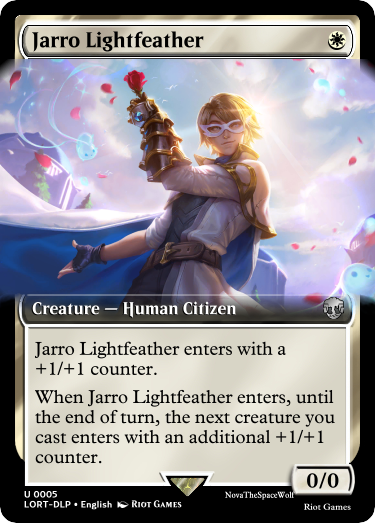 Jarro Lightfeather
Creature — Human Citizen
Jarro Lightfeather enters with a
+1/+1 counter.
When Jarro Lightfeather enters, until
the end of turn, the next creature you
cast enters with an additional +1/+1
counter.
0/0
U 0005
NovaTheSpaceWolf
LORT-DLP • English RIOT GAMES
Riot Games